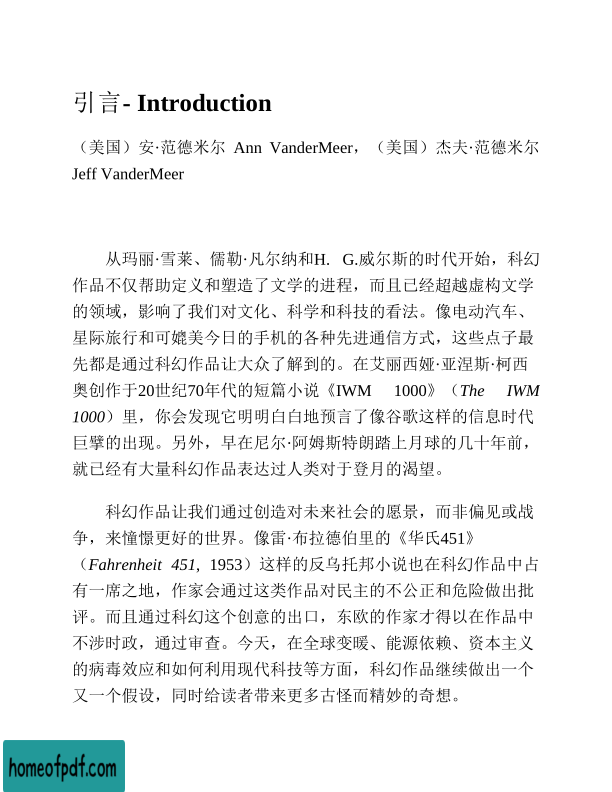 引言- Introduction
（美国）安·范德米尔 Ann VanderMeer，（美国）杰夫·范德米尔
Jeff VanderMeer
从玛丽·雪莱、儒勒·凡尔纳和H. G.威尔斯的时代开始，科幻
作品不仅帮助定义和塑造了文学的进程，而且已经超越虚构文学
的领域，影响了我们对文化、科学和科技的看法。像电动汽车、
星际旅行和可媲美今日的手机的各种先进通信方式，这些点子最
先都是通过科幻作品让大众了解到的。在艾丽西娅·亚涅斯·柯西
奥创作于20世纪70年代的短篇小说《IWM 1000》（The IWM
1000）里，你会发现它明明白白地预言了像谷歌这样的信息时代
巨擘的出现。另外，早在尼尔·阿姆斯特朗踏上月球的几十年前，
就已经有大量科幻作品表达过人类对于登月的渴望。
科幻作品让我们通过创造对未来社会的愿景，而非偏见或战
争，来憧憬更好的世界。像雷·布拉德伯里的《华氏451》
（Fahrenheit 451, 1953）这样的反乌托邦小说也在科幻作品中占
有一席之地，作家会通过这类作品对民主的不公正和危险做出批
评。而且通过科幻这个创意的出口，东欧的作家才得以在作品中
不涉时政，通过审查。今天，在全球变暖、能源依赖、资本主义
的病毒效应和如何利用现代科技等方面，科幻作品继续做出一个
又一个假设，同时给读者带来更多古怪而精妙的奇想。
homeofpdf.com